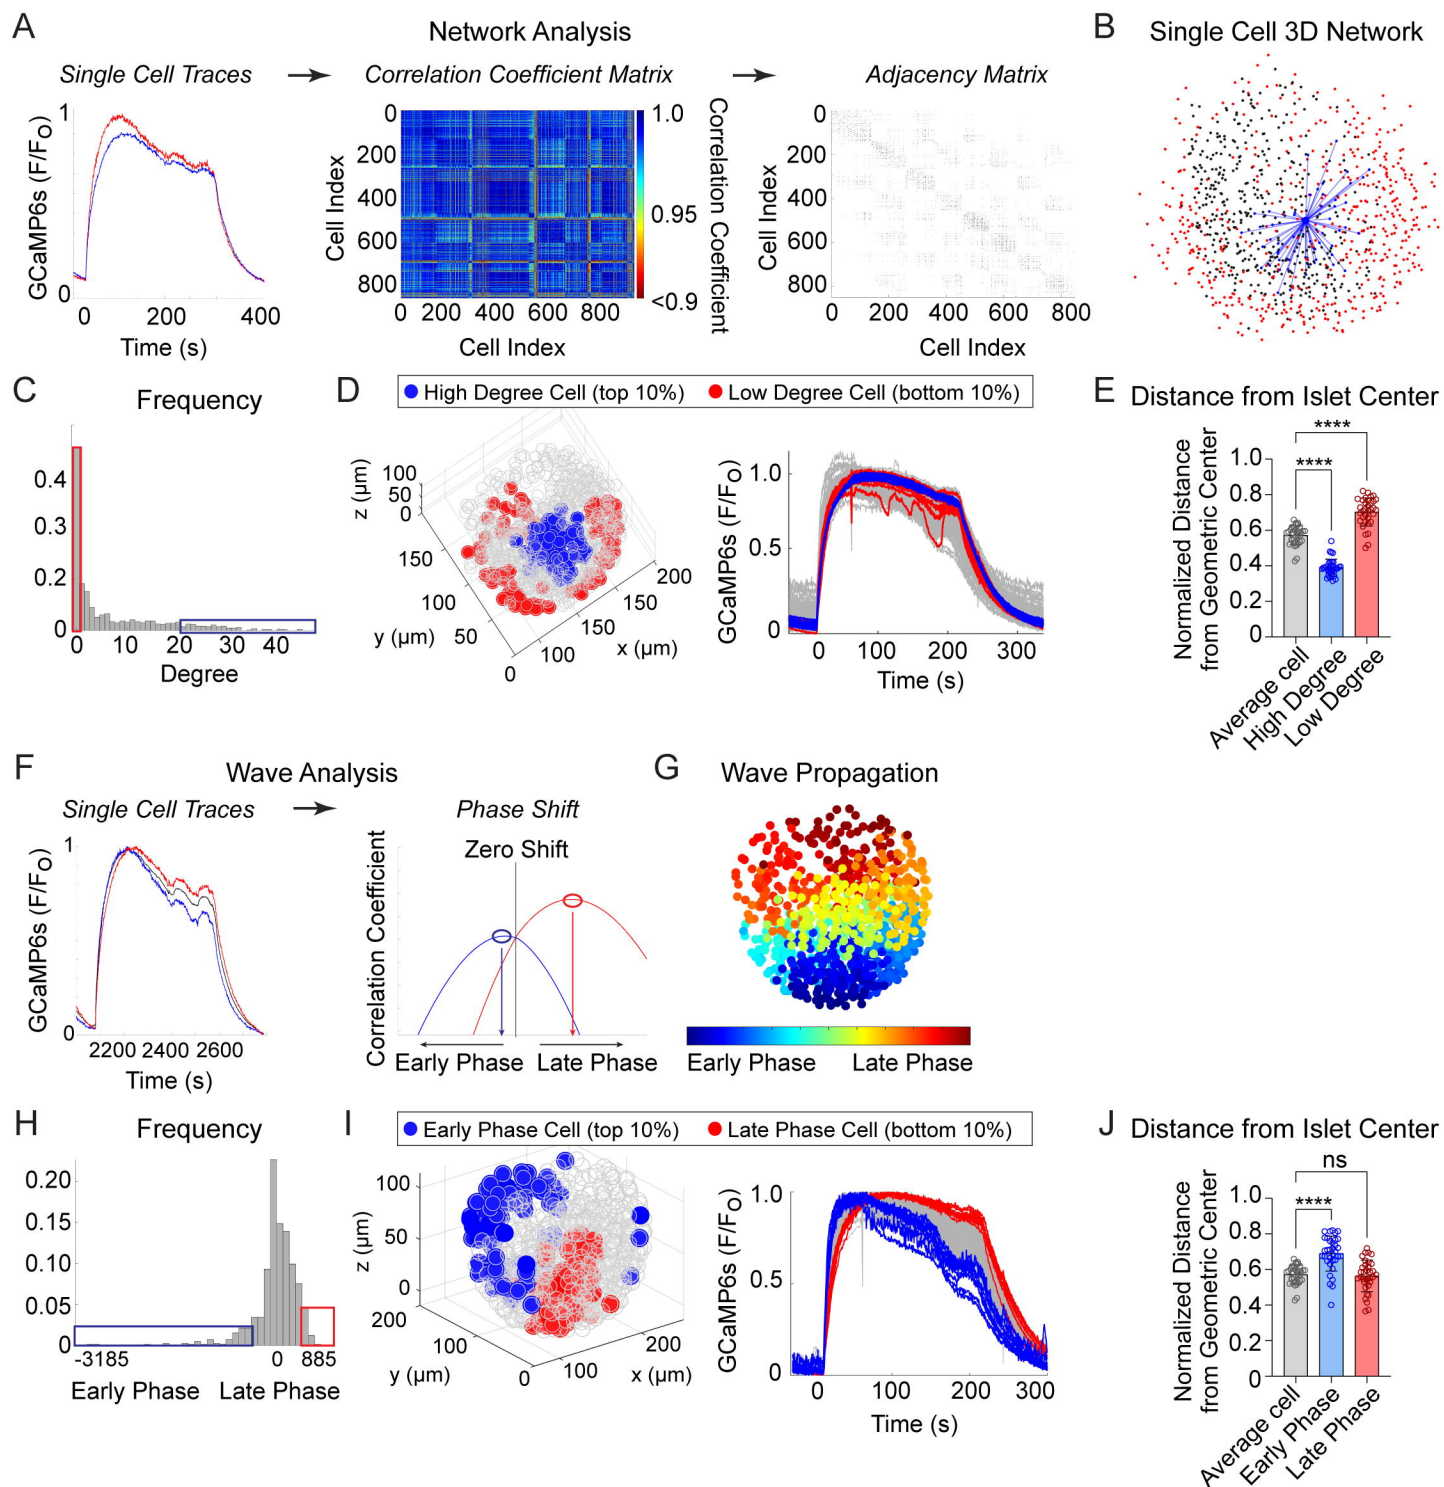 A
Network Analysis
Single Cell Traces
Correlation Coefficient Matrix
Adjacency Matrix
1
GCaMP6s (F/FO)
1
0 200 400
Time (s)
0
200
400
600
800
Cell Index
0 200 400 600 800
Cell Index
1.0
0.95
<0.9
Correlation Coefficient
0
200
400
600
800
Cell Index
0 200 400 600 800
Cell Index
B Single Cell 3D Network
C
Frequency
0.4
0.3
0.2
0
0 10 20 30 40
Degree
D
High Degree Cell (top 10%) Low Degree Cell (bottom 10%)
z (µm)
100
50
0
150
100
50
0
y (µm)
100
150
150
200
x (µm)
GCaMP6s (F/FO)
1.0
0.5
0
0 100 200 300
Time (s)
E Distance from Islet Center
Normalized Distance
from Geometric Center
1.0
0.8
0.6
0.4
0.2
0
****
****
Average cell
High Degree
Low Degree
F
Wave Analysis
Single Cell Traces
Phase Shift
GCaMP6s (F/FO)
1
0
2200 2400 2600
Time (s)
Correlation Coefficient
Zero Shift
Early Phase Late Phase
G Wave Propagation
Early Phase Late Phase
H
Frequency
0.20
0.15
0.10
0.05
0
-3185 0 885
Early Phase Late Phase
I
Early Phase Cell (top 10%) Late Phase Cell (bottom 10%)
z (µm)
100
50
0
200
100
0
y (µm)
200
x (µm)
GCaMP6s (F/FO)
1.0
0.5
0
0 100 200 300
Time (s)
J Distance from Islet Center
Normalized Distance
from Geometric Center
1.0
0.8
0.6
0.4
0.2
0
ns
****
Average cell
Early Phase
Late Phase